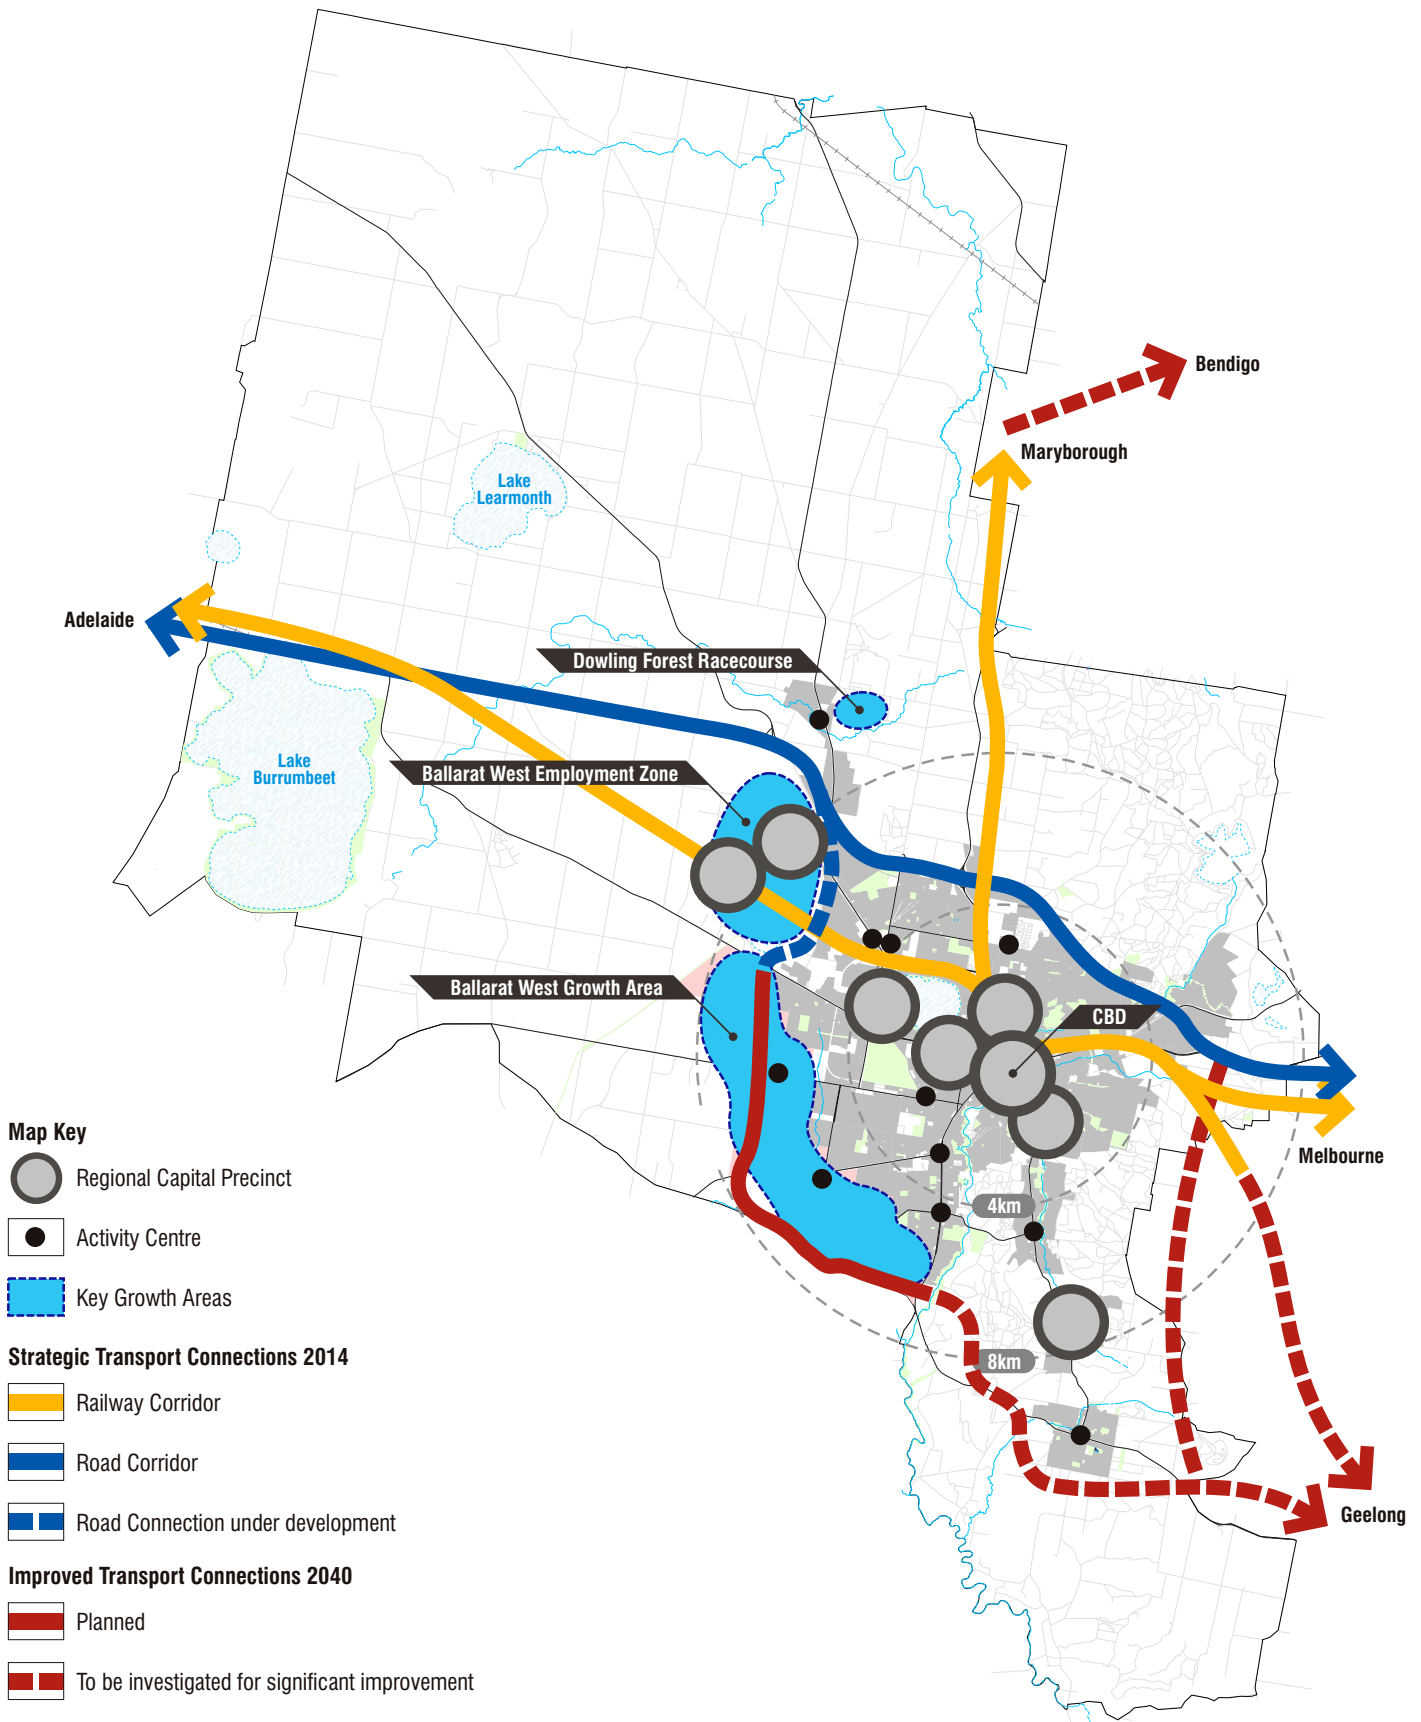 Bendigo
Maryborough
Lake
Learmonth
Adelaide
Dowling Forest Racecourse
Lake
Burrumbeet
Ballarat West Employment Zone
Ballarat West Growth Area
CBD
Melbourne
4km
8km
Geelong
Map Key
Regional Capital Precinct
Activity Centre
Key Growth Areas
Strategic Transport Connections 2014
Railway Corridor
Road Corridor
Road Connection under development
Improved Transport Connections 2040
Planned
To be investigated for significant improvement